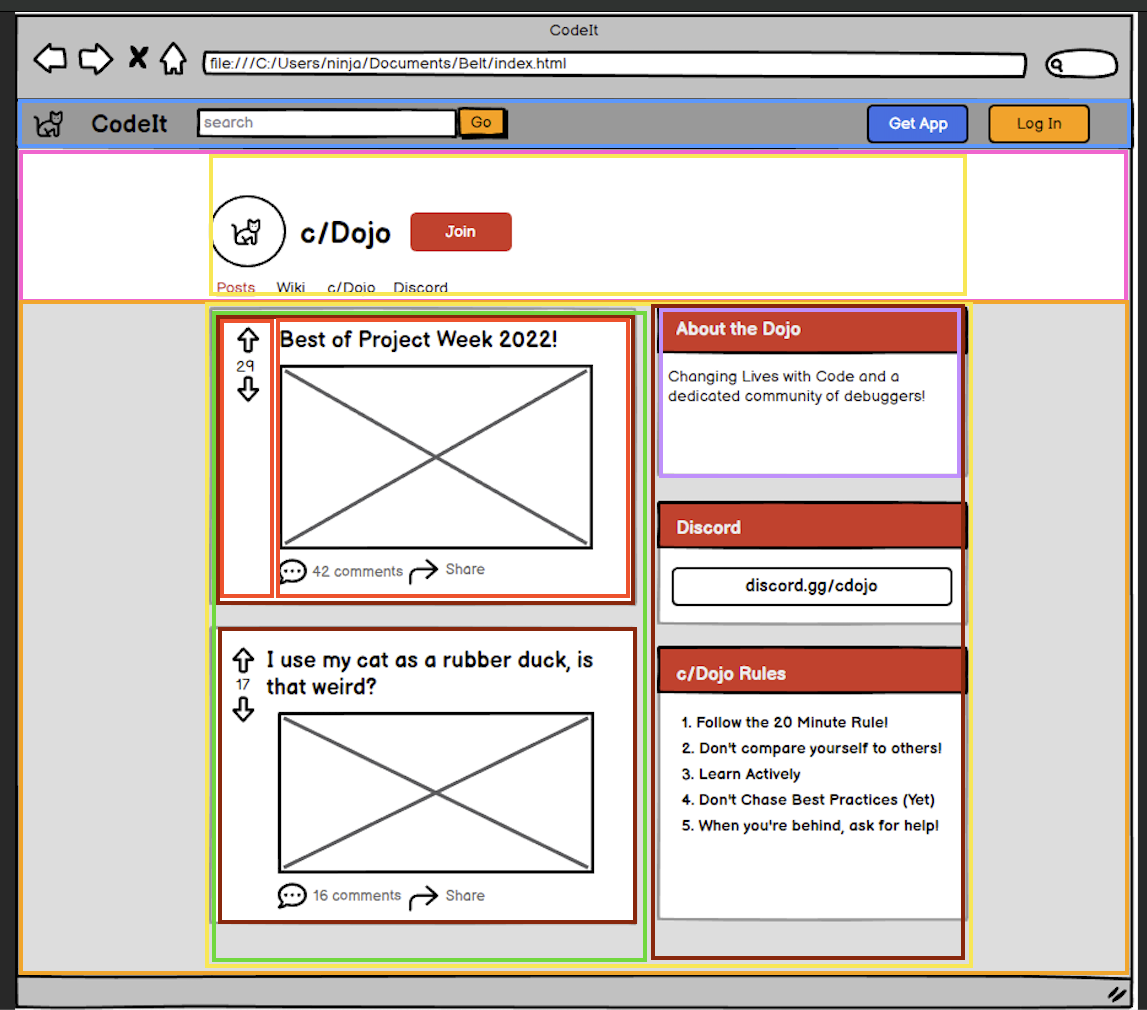 CodeIt
file:///C:/Users/ninja/Documents/Belt/index.html
CodeIt
search
Go
Get App
Log In
c/Dojo
Join
Posts
Wiki
c/Dojo
Discord
Best of Project Week 2022!
29
42 comments
Share
I use my cat as a rubber duck, is
that weird?
17
16 comments
Share
About the Dojo
Changing Lives with Code and a
dedicated community of debuggers!
Discord
discord.gg/cdojo
c/Dojo Rules
1. Follow the 20 Minute Rule!
2. Don't compare yourself to others!
3. Learn Actively
4. Don't Chase Best Practices (Yet)
5. When you're behind, ask for help!